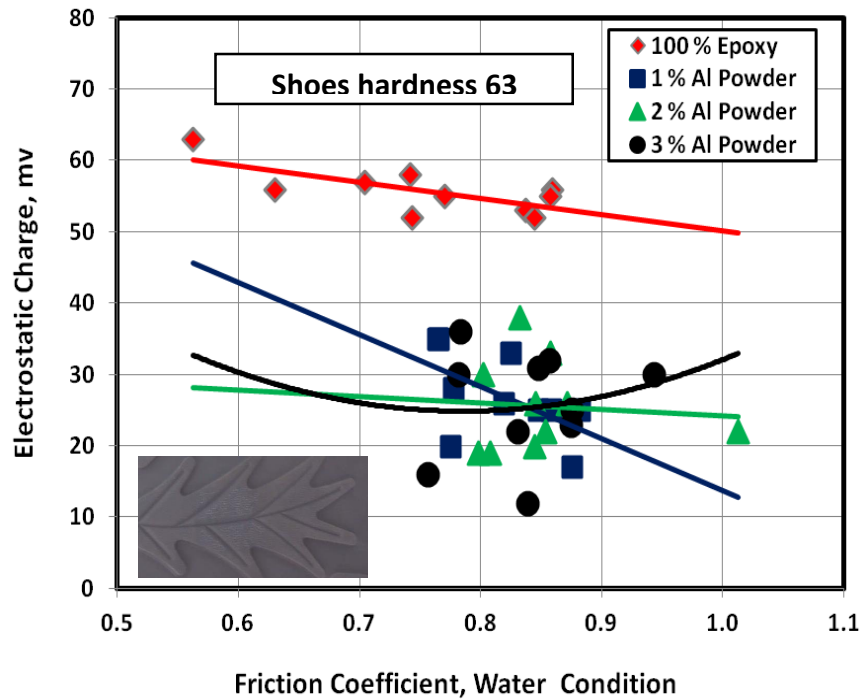 80
70
60
50
40
30
20
10
0
Electrostatic Charge, mv
Shoes hardness 63
100 % Epoxy
1 % Al Powder
2 % Al Powder
3 % Al Powder
0.5 0.6 0.7 0.8 0.9 1.0 1.1
Friction Coefficient, Water Condition